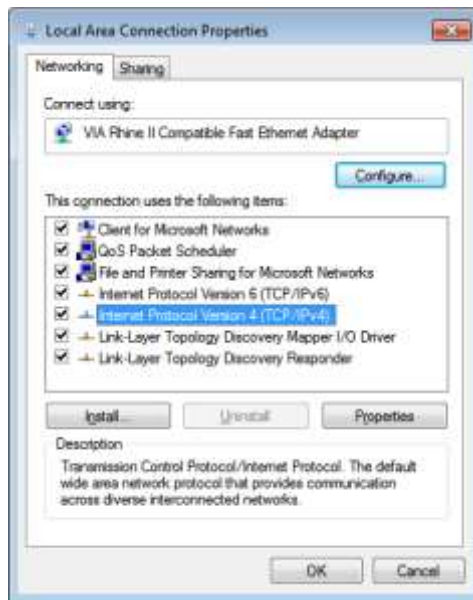 Local Area Connection Properties
Networking Sharing
Connect using:
VIA Rhine II Compatible Fast Ethernet Adapter
Configure...
This connection uses the following items:
Client for Microsoft Networks
QoS Packet Scheduler
File and Printer Sharing for Microsoft Networks
Internet Protocol Version 6 (TCP/IPv6)
Internet Protocol Version 4 (TCP/IPv4)
Link-Layer Topology Discovery Mapper I/O Driver
Link-Layer Topology Discovery Responder
Install... Uninstall Properties
Description
Transmission Control Protocol/Internet Protocol. The default
wide area network protocol that provides communication
across diverse interconnected networks.
OK Cancel